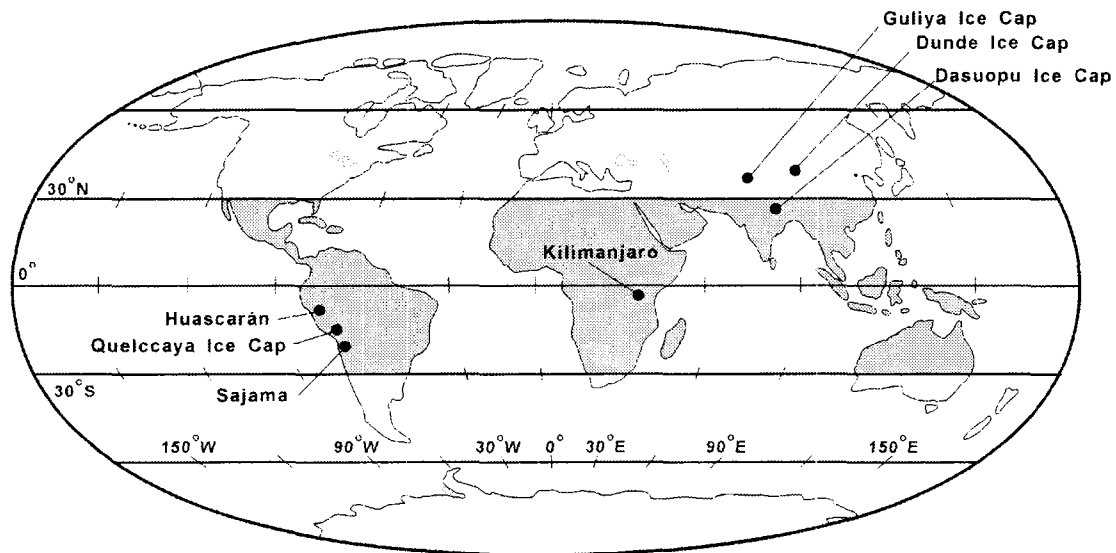 Guliya Ice Cap
Dunde Ice Cap
Dasuopu Ice Cap
30°N
Kilimanjaro
0°
Huascarán
Quelccaya Ice Cap
30°S
Sajama
150°W 90°W 30°W 0° 30°E 90°E 150°E